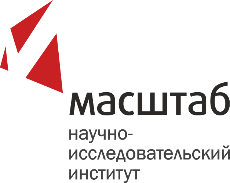 масштаб
научно-
исследовательский
институт